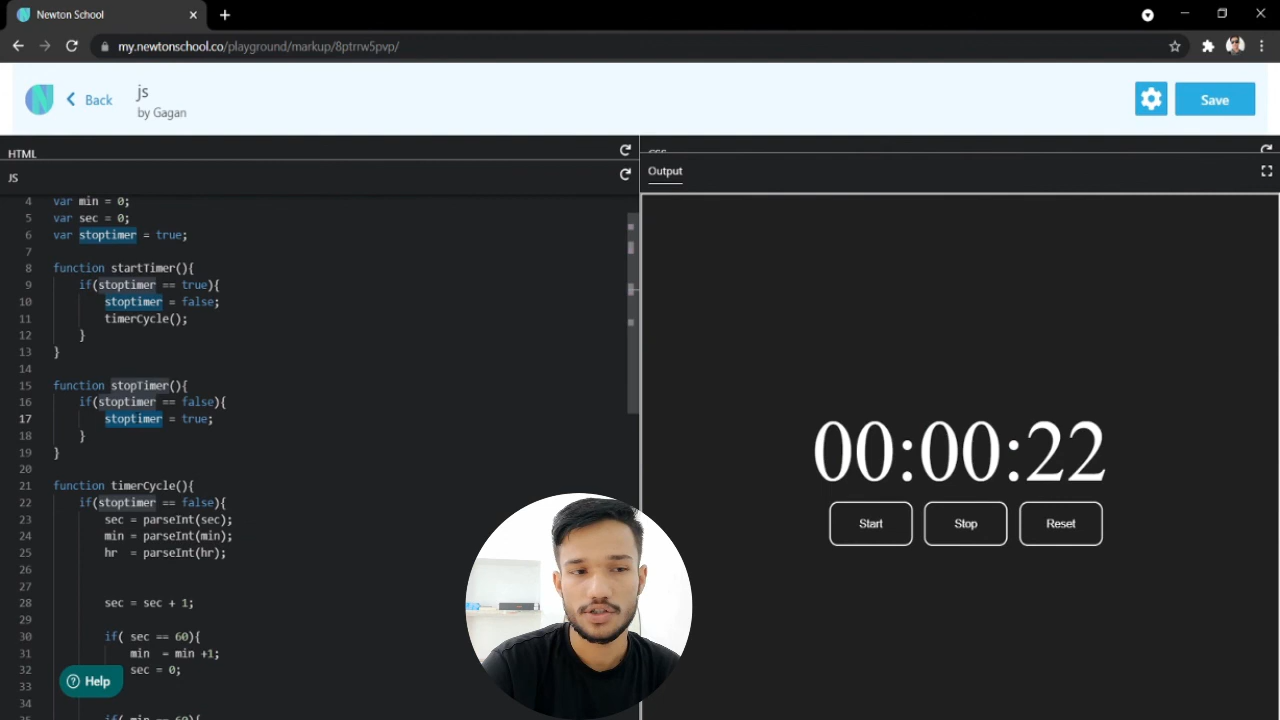 Newton School
my.newtonschool.co/playground/markup/8ptrrw5pvp/
Back
js
by Gagan
Save
HTML
JS
4 var min = 0;
5 var sec = 0;
6 var stoptimer = true;
7
8 function startTimer(){
9 if(stoptimer == true){
10 stoptimer = false;
11 timerCycle();
12 }
13 }
14
15 function stopTimer(){
16 if(stoptimer == false){
17 stoptimer = true;
18 }
19 }
20
21 function timerCycle(){
22 if(stoptimer == false){
23 sec = parseInt(sec);
24 min = parseInt(min);
25 hr = parseInt(hr);
26
27
28 sec = sec + 1;
29
30 if( sec == 60){
31 min = min +1;
32 sec = 0;
33
34
35 if( min == 60){
Help
CSS
Output
00:00:22
Start
Stop
Reset